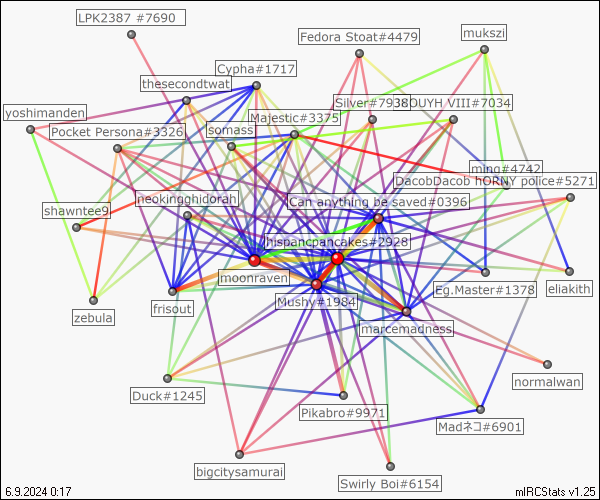 LPK2387 #7690
Fedora Stoat#4479
mukszi
Cypha#1717
thesecondtwat
yoshimanden
Silver#7938
OUYH VIII#7034
Majestic#3375
Pocket Persona#3326
somass
ming#4742
DacobDacob hORNY police#5271
neokingghidorah
Can anything be saved#0396
shawntee9
hispancpancakes#2928
moonraven
Eg.Master#1378
eliakith
Mushy#1984
frisout
zebula
marcemadness
normalwan
Duck#1245
Pikabro#9971
Madネコ#6901
bigcitysamurai
Swirly Boi#6154
6.9.2024 0:17
mIRCStats v1.25